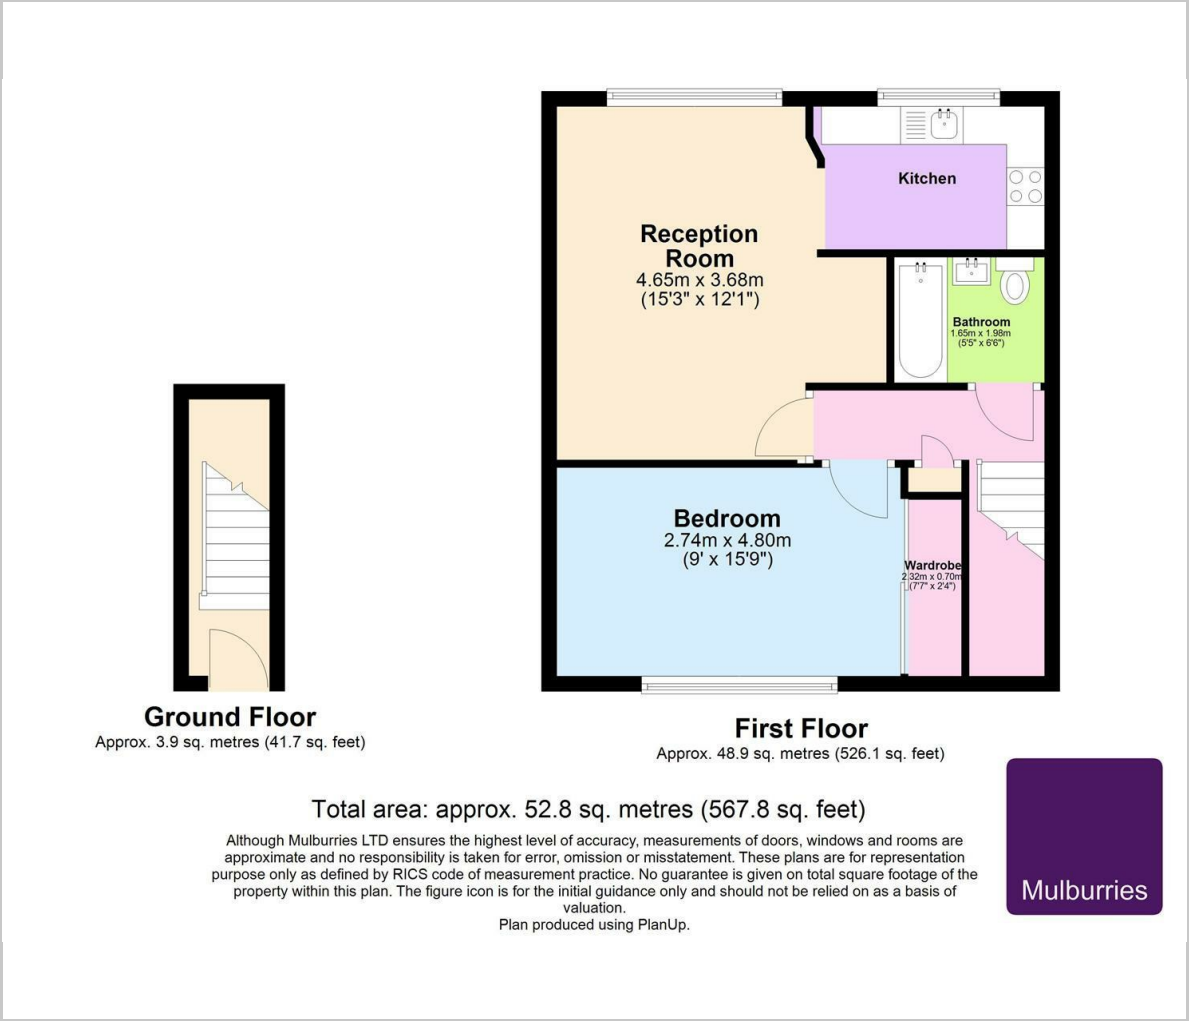 Kitchen
Reception
Room
4.65m x 3.68m
(15'3" x 12'1")
Bathroom
1.65m x 1.98m
(5'5" x 6'6")
Bedroom
2.74m x 4.80m
(9' x 15'9")
Wardrobe
2.32m x 0.70m
(7'7" x 2'4")
Ground Floor
Approx. 3.9 sq. metres (41.7 sq. feet)
First Floor
Approx. 48.9 sq. metres (526.1 sq. feet)
Total area: approx. 52.8 sq. metres (567.8 sq. feet)
Although Mulburries LTD ensures the highest level of accuracy, measurements of doors, windows and rooms are
approximate and no responsibility is taken for error, omission or misstatement. These plans are for representation
purpose only as defined by RICS code of measurement practice. No guarantee is given on total square footage of the
property within this plan. The figure icon is for the initial guidance only and should not be relied on as a basis of
valuation.
Plan produced using PlanUp.
Mulburries